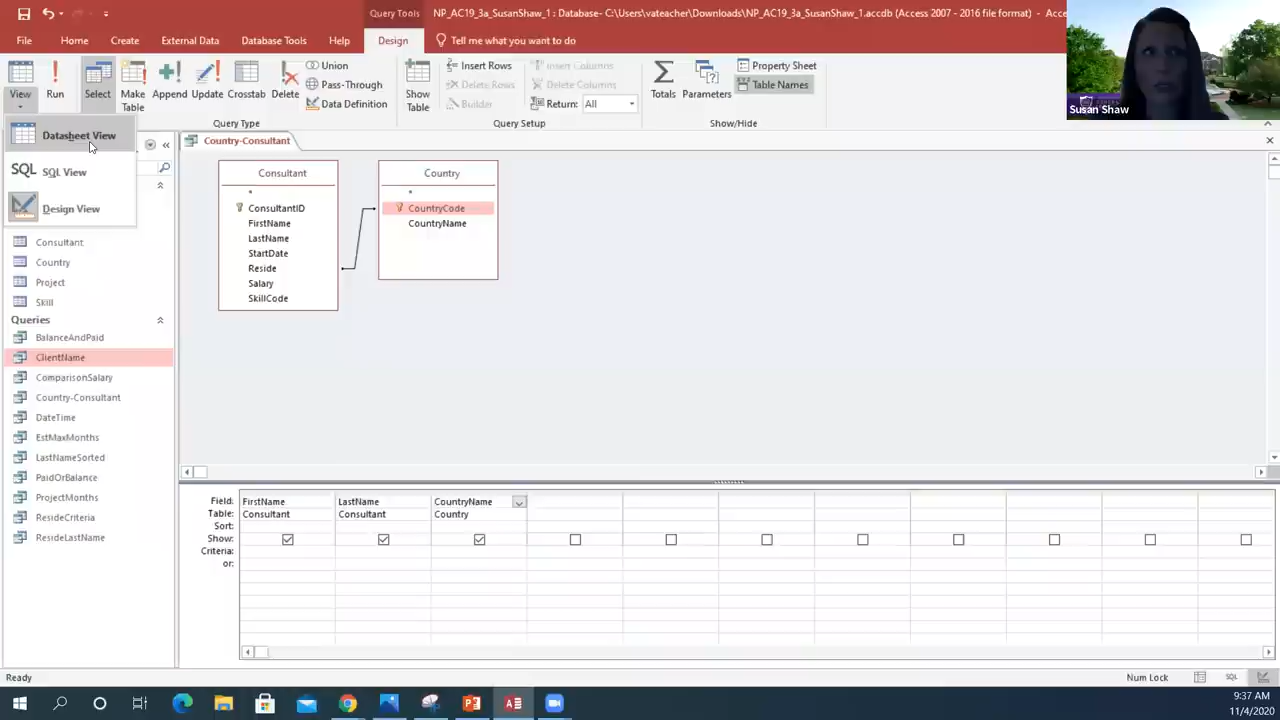 Query Tools
NP_AC19_3a_SusanShaw_1 : Database- C:\Users\vateacher\Downloads\NP_AC19_3a_SusanShaw_1.accdb (Access 2007 - 2016 file format) - Acce
File Home Create External Data Database Tools Help Design Tell me what you want to do
View
Run
Select
Make Table
Append
Update
Crosstab
Delete
Union
Pass-Through
Data Definition
Query Type
Show Table
Insert Rows
Delete Rows
Builder
Insert Columns
Delete Columns
Return: All
Query Setup
Totals
Parameters
Property Sheet
Table Names
Show/Hide
Susan Shaw
Datasheet View
SQL SQL View
Design View
Consultant
Country
Project
Skill
Queries
BalanceAndPaid
ClientName
ComparisonSalary
Country-Consultant
DateTime
EstMaxMonths
LastNameSorted
PaidOrBalance
ProjectMonths
ResideCriteria
ResideLastName
Country-Consultant
Consultant
*
ConsultantID
FirstName
LastName
StartDate
Reside
Salary
SkillCode
Country
*
CountryCode
CountryName
Field: FirstName LastName CountryName
Table: Consultant Consultant Country
Sort:
Show:
Criteria:
or:
Ready
Num Lock
SQL
9:37 AM
11/4/2020